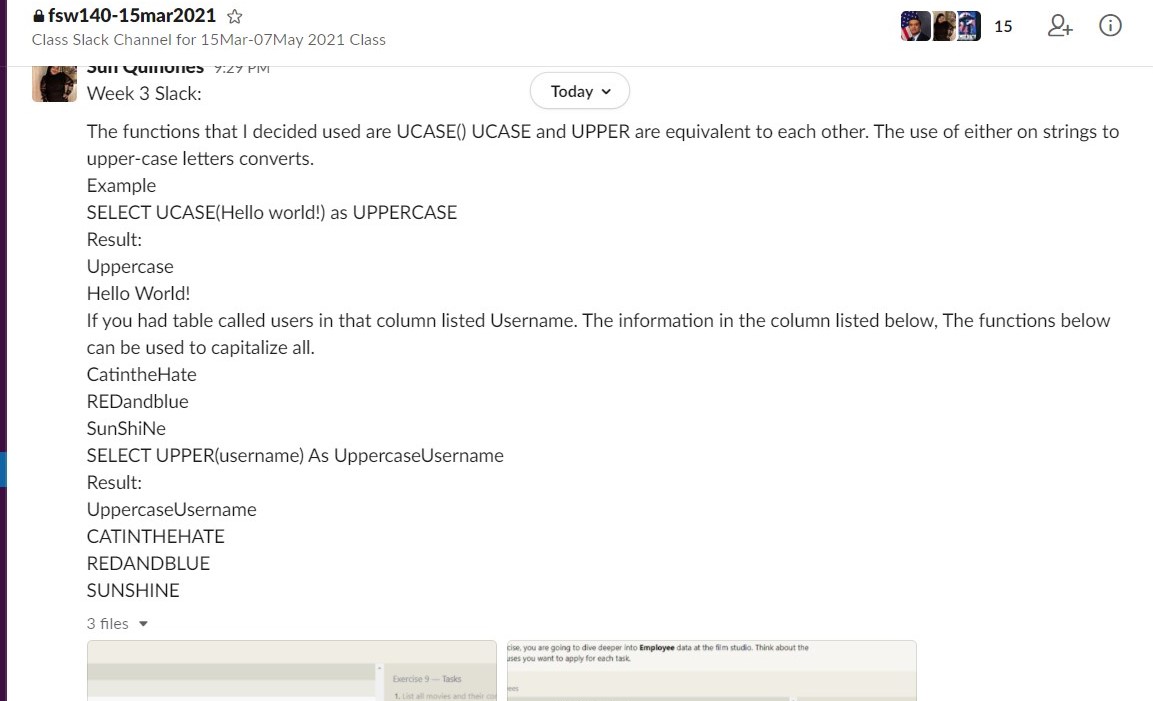 fsw140-15mar2021
15
Class Slack Channel for 15Mar-07May 2021 Class
Sun Quinones 9:29 PM
Today
Week 3 Slack:
The functions that I decided used are UCASE() UCASE and UPPER are equivalent to each other. The use of either on strings to
upper-case letters converts.
Example
SELECT UCASE(Hello world!) as UPPERCASE
Result:
Uppercase
Hello World!
If you had table called users in that column listed Username. The information in the column listed below, The functions below
can be used to capitalize all.
CatintheHate
REDandblue
SunShiNe
SELECT UPPER(username) As UppercaseUsername
Result:
UppercaseUsername
CATINTHEHATE
REDANDBLUE
SUNSHINE
3 files
cise, you are going to dive deeper into Employee data at the film studio. Think about the
uses you want to apply for each task.
Exercise 9 — Tasks
1. List all movies and their